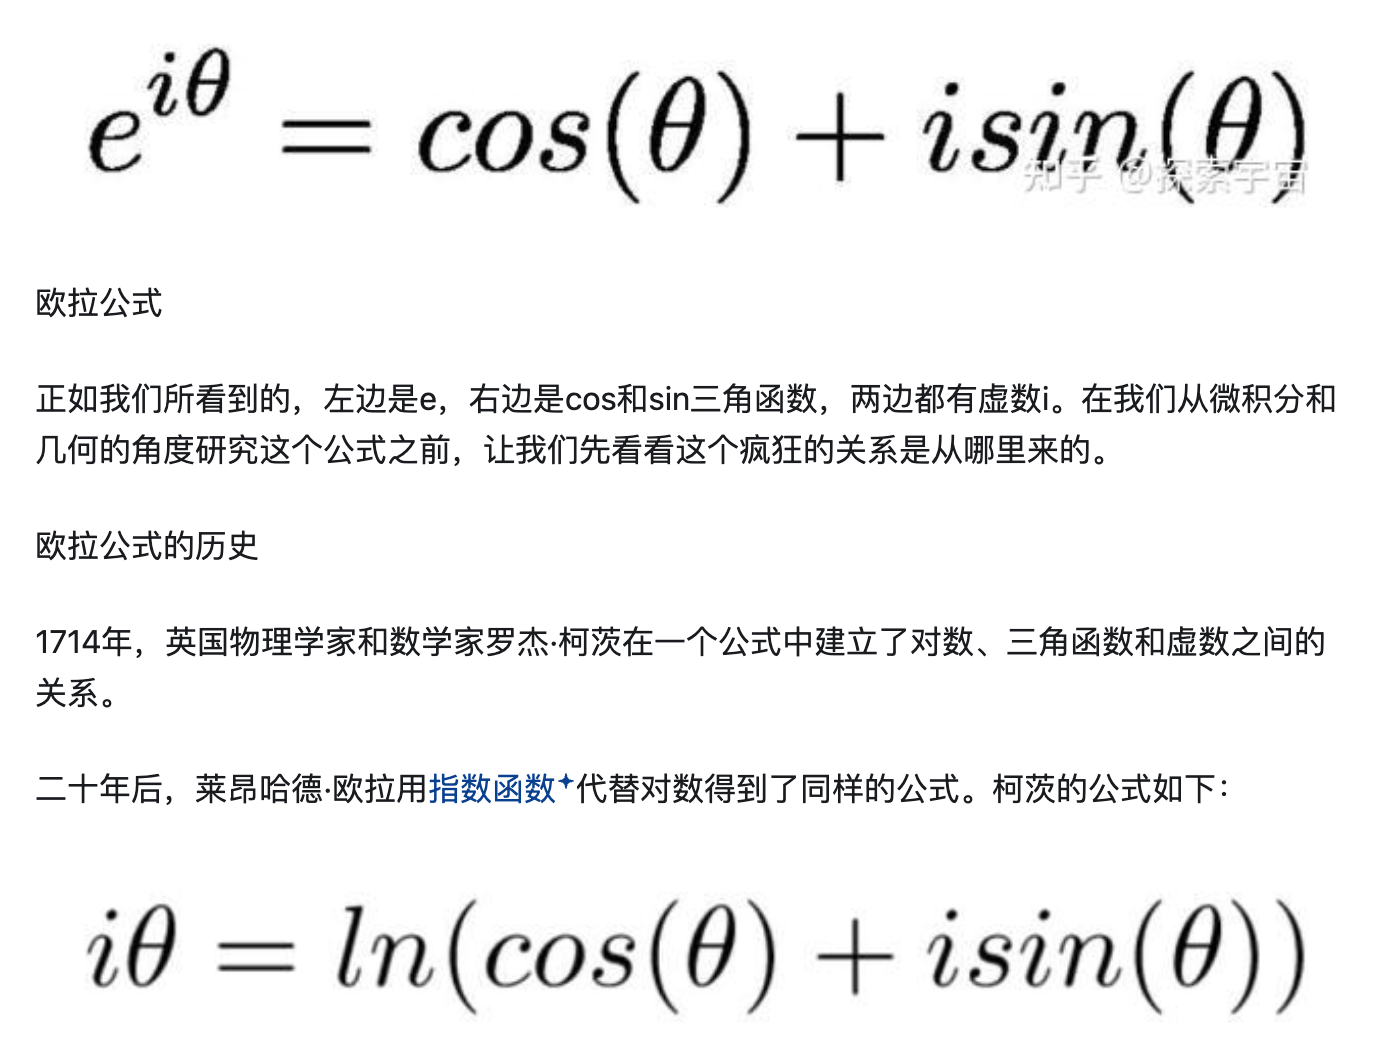 e^{iθ} = cos(θ) + isin(θ)
知乎 @探索宇宙
欧拉公式
正如我们所看到的，左边是e，右边是cos和sin三角函数，两边都有虚数i。在我们从微积分和
几何的角度研究这个公式之前，让我们先看看这个疯狂的关系是从哪里来的。
欧拉公式的历史
1714年，英国物理学家和数学家罗杰·柯茨在一个公式中建立了对数、三角函数和虚数之间的
关系。
二十年后，莱昂哈德·欧拉用指数函数代替对数得到了同样的公式。柯茨的公式如下：
iθ = ln(cos(θ) + isin(θ))